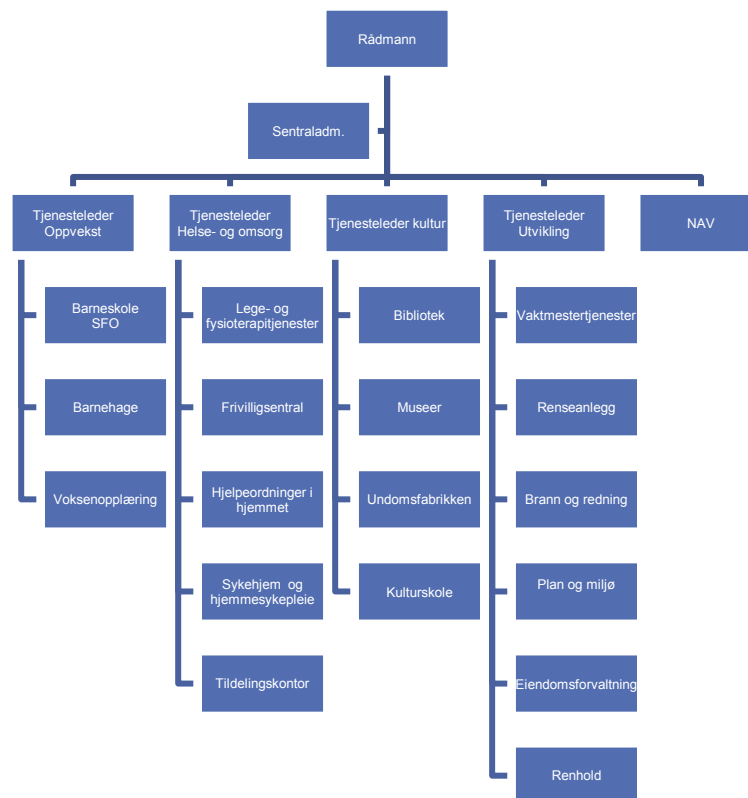 Rådmann
Sentraladm.
Tjenesteleder
Oppvekst
Tjenesteleder
Helse- og omsorg
Tjenesteleder kultur
Tjenesteleder
Utvikling
NAV
Barneskole
SFO
Barnehage
Voksenopplæring
Lege- og
fysioterapitjenester
Frivilligsentral
Hjelpeordninger i
hjemmet
Sykehjem og
hjemmesykepleie
Tildelingskontor
Bibliotek
Museer
Undomsfabrikken
Kulturskole
Vaktmestertjenester
Renseanlegg
Brann og redning
Plan og miljø
Eiendomsforvaltning
Renhold